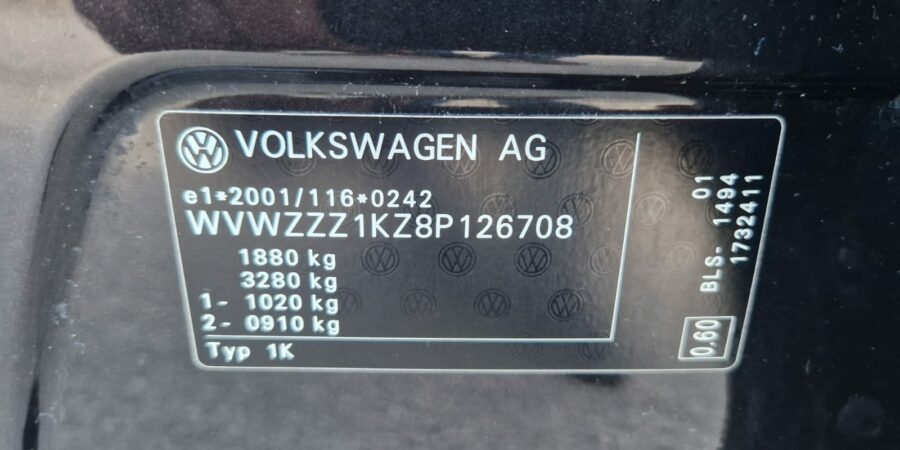 VOLKSWAGEN AG
e1*2001/116*0242
WVWZZZ1KZ8P126708
1880 kg
3280 kg
1- 1020 kg
2- 0910 kg
Typ 1K
01
BLS- 1494
1732411
0.60